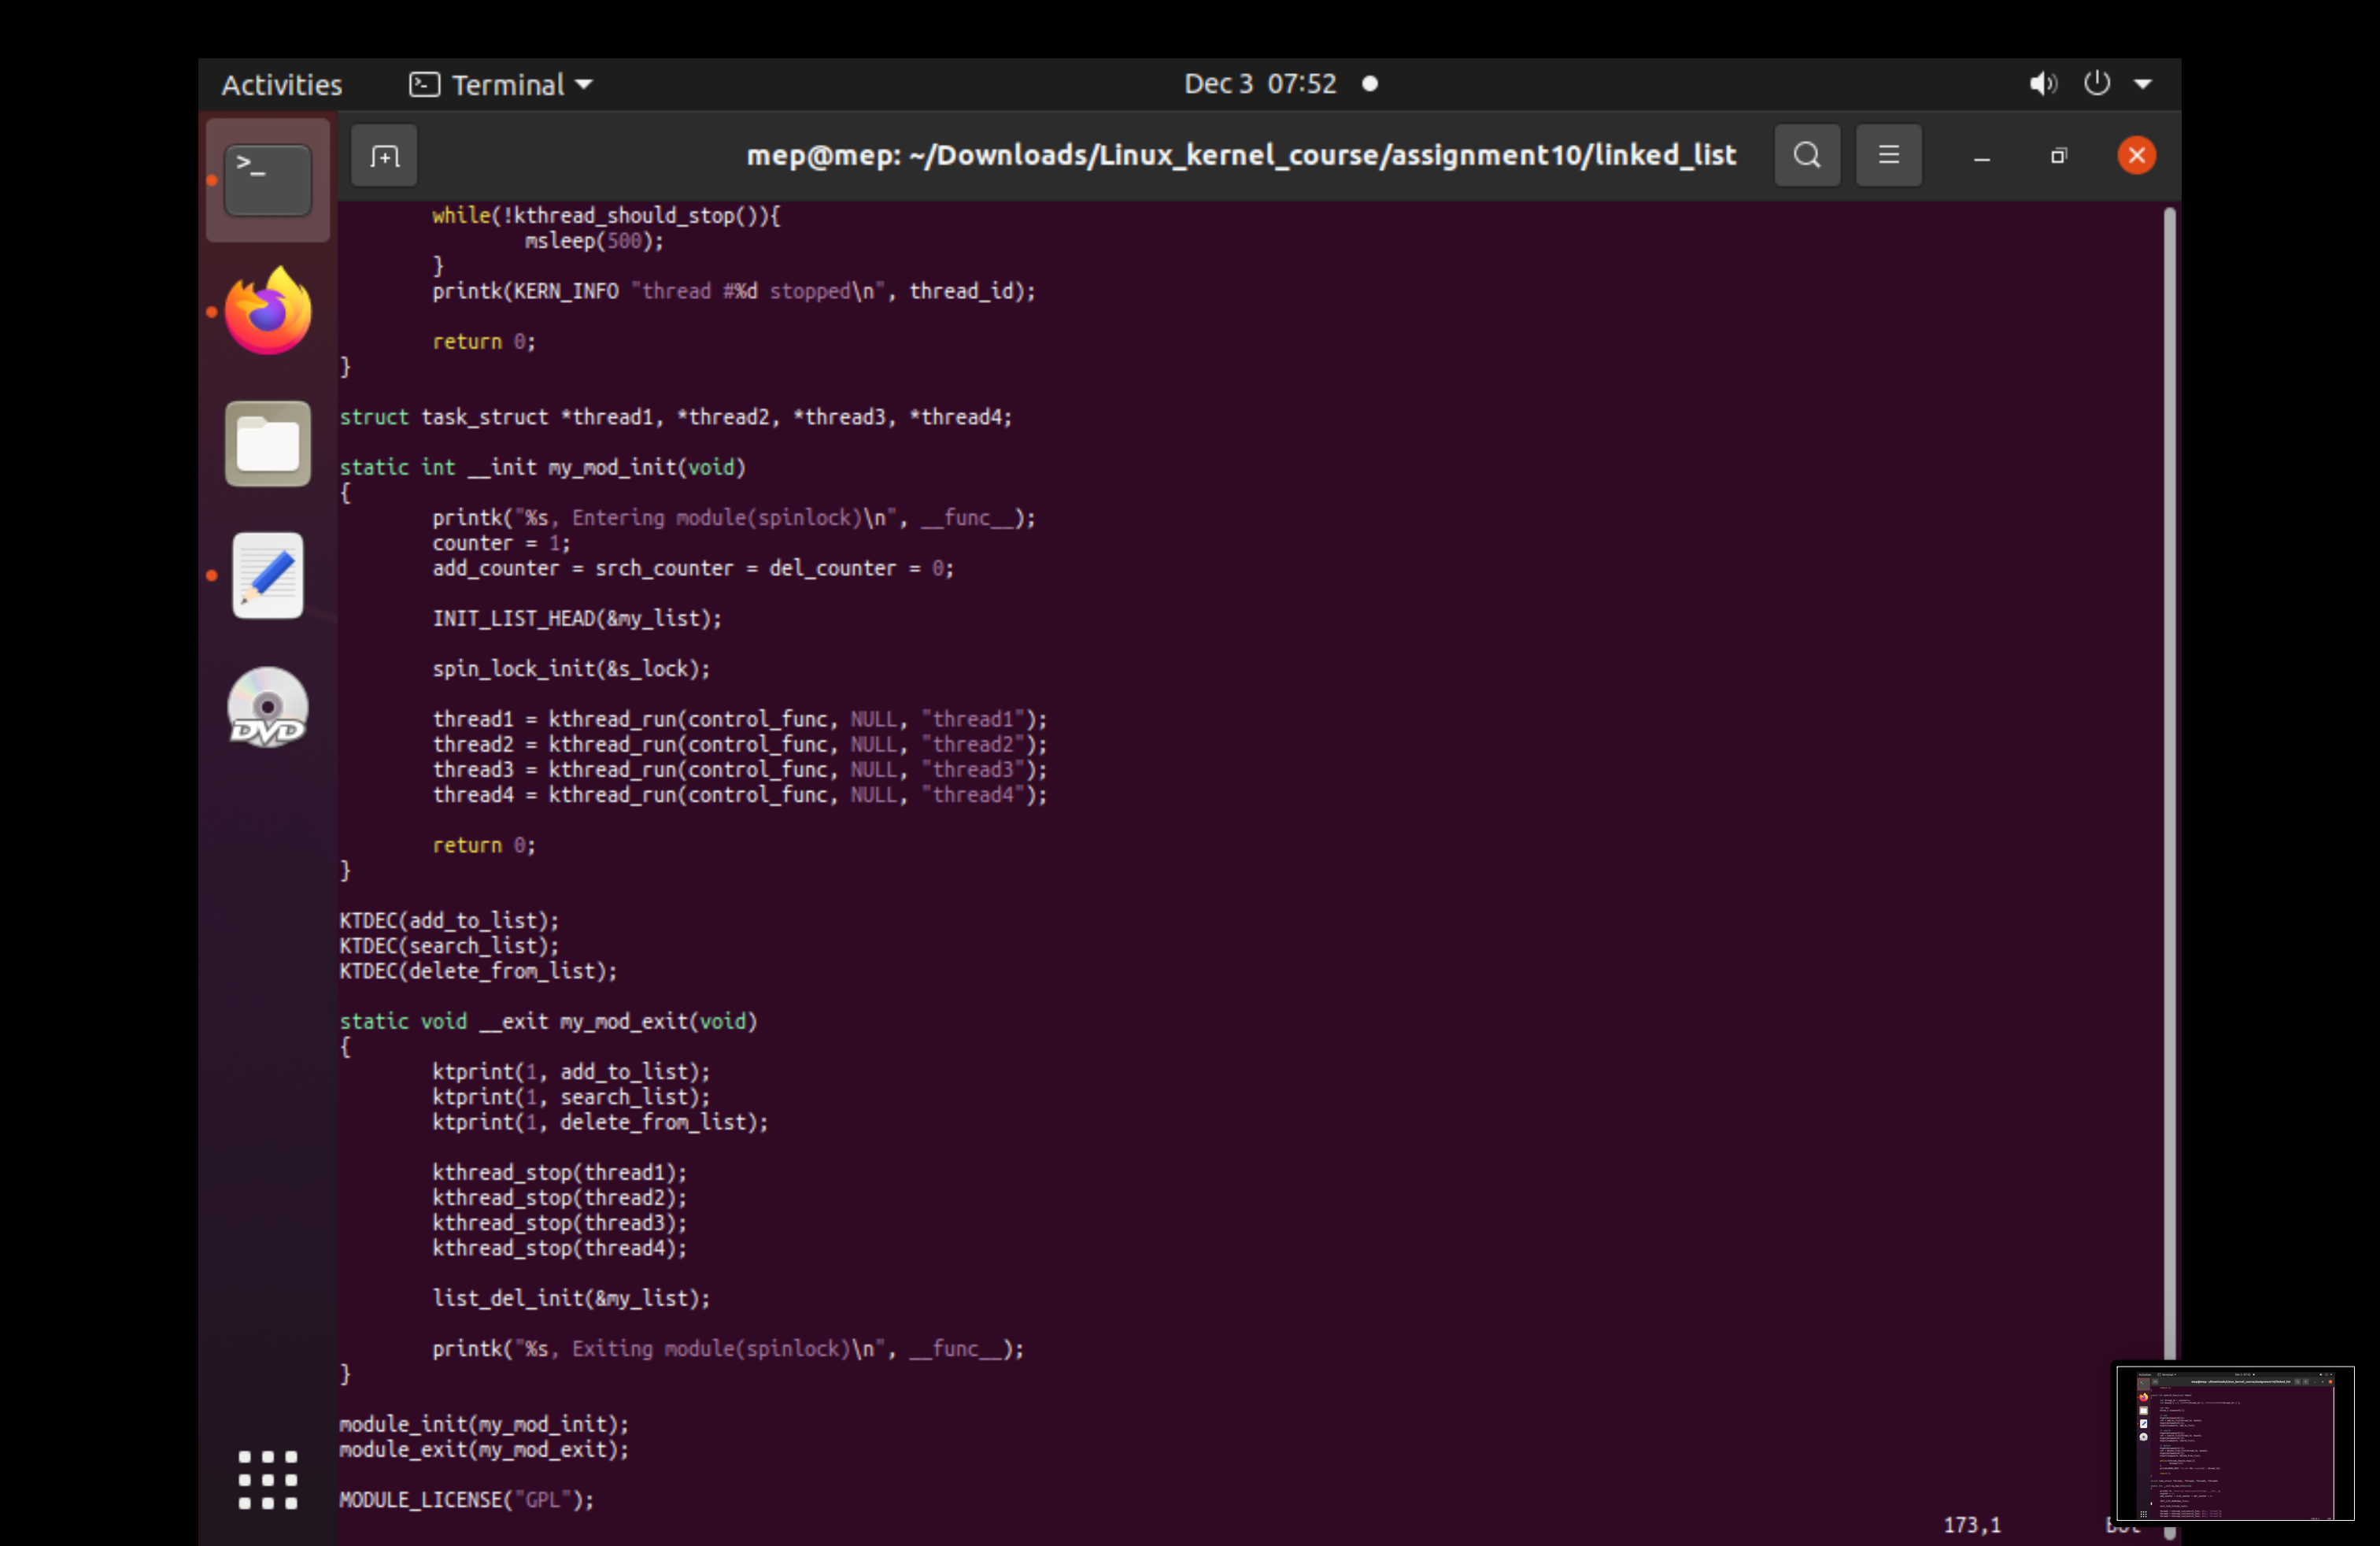 Activities Terminal Dec 3 07:52
mep@mep: ~/Downloads/Linux_kernel_course/assignment10/linked_list
while(!kthread_should_stop()){
msleep(500);
}
printk(KERN_INFO "thread #%d stopped\n", thread_id);
return 0;
}
struct task_struct *thread1, *thread2, *thread3, *thread4;
static int __init my_mod_init(void)
{
printk("%s, Entering module(spinlock)\n", __func__);
counter = 1;
add_counter = srch_counter = del_counter = 0;
INIT_LIST_HEAD(&my_list);
spin_lock_init(&s_lock);
thread1 = kthread_run(control_func, NULL, "thread1");
thread2 = kthread_run(control_func, NULL, "thread2");
thread3 = kthread_run(control_func, NULL, "thread3");
thread4 = kthread_run(control_func, NULL, "thread4");
return 0;
}
KTDEC(add_to_list);
KTDEC(search_list);
KTDEC(delete_from_list);
static void __exit my_mod_exit(void)
{
ktprint(1, add_to_list);
ktprint(1, search_list);
ktprint(1, delete_from_list);
kthread_stop(thread1);
kthread_stop(thread2);
kthread_stop(thread3);
kthread_stop(thread4);
list_del_init(&my_list);
printk("%s, Exiting module(spinlock)\n", __func__);
}
module_init(my_mod_init);
module_exit(my_mod_exit);
MODULE_LICENSE("GPL");
173,1
DVD